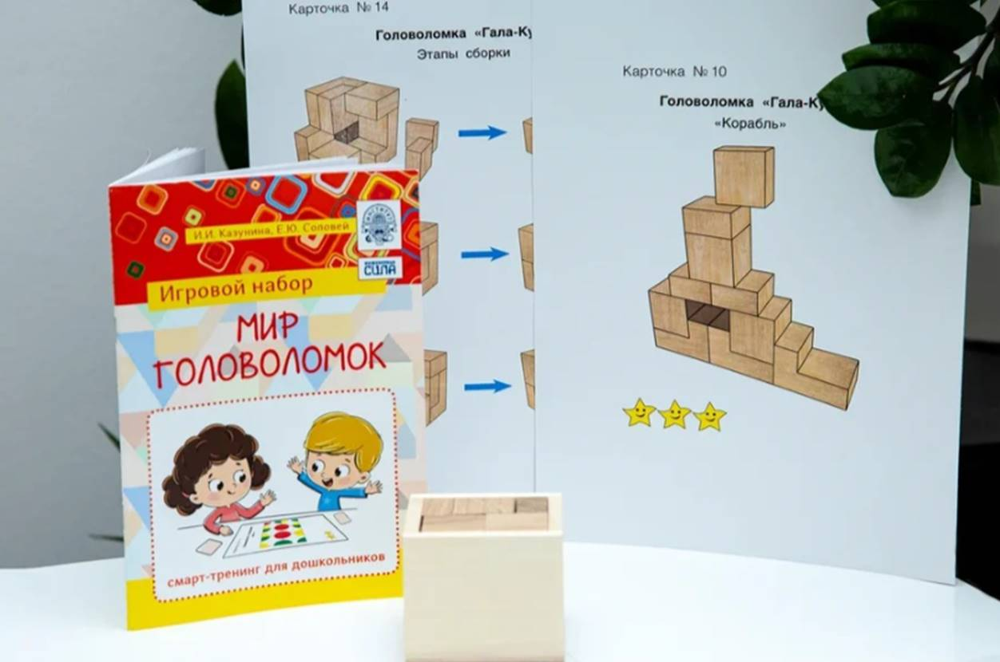 Карточка № 14
Головоломка «Гала-Ку
Этапы сборки
Карточка № 10
Головоломка «Гала-Ку
«Корабль»
И.И. Казунина, Е.Ю. Соловей
СИЛА
Игровой набор
МИР
ГОЛОВОЛОМОК
смарт-тренинг для дошкольников